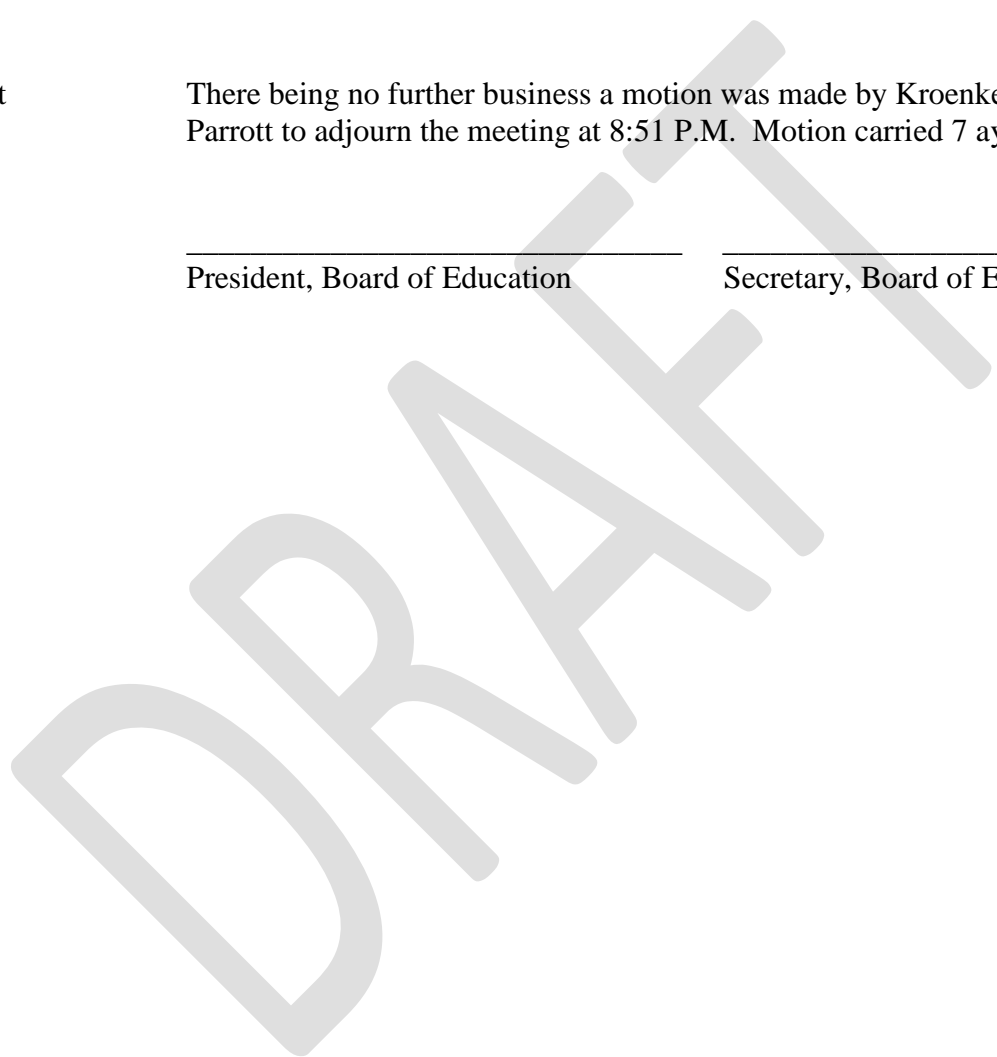 t There being no further business a motion was made by Kroenke
Parrott to adjourn the meeting at 8:51 P.M. Motion carried 7 ay
President, Board of Education Secretary, Board of E
DRAFT